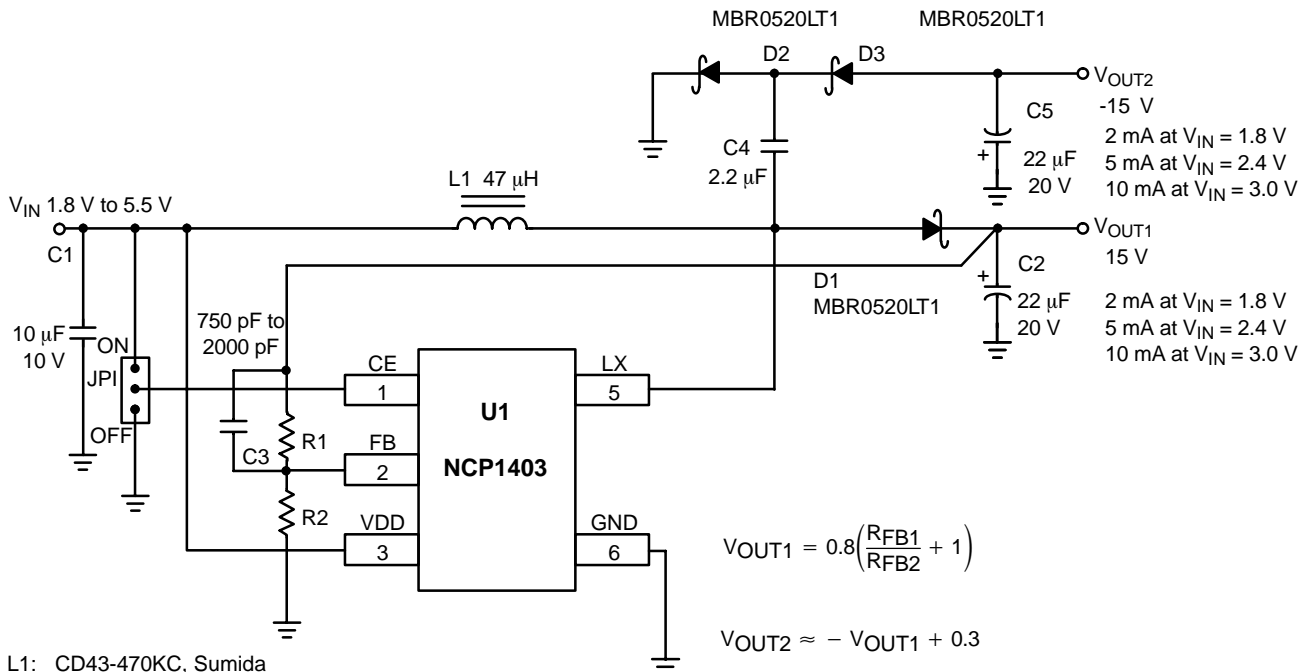 MBR0520LT1 MBR0520LT1
D2 D3
VOUT2
-15 V
C5
2 mA at VIN = 1.8 V
5 mA at VIN = 2.4 V
10 mA at VIN = 3.0 V
+
22 μF
20 V
C4
2.2 μF
L1 47 μH
VIN 1.8 V to 5.5 V
C1
10 μF
10 V
ON
JPI
OFF
VOUT1
15 V
C2
+
22 μF
20 V
2 mA at VIN = 1.8 V
5 mA at VIN = 2.4 V
10 mA at VIN = 3.0 V
D1
MBR0520LT1
750 pF to
2000 pF
C3
R1
R2
CE
1
FB
2
VDD
3
U1
NCP1403
LX
5
GND
6
VOUT1 = 0.8(RFB1/RFB2 + 1)
VOUT2 ≈ − VOUT1 + 0.3
L1: CD43-470KC, Sumida